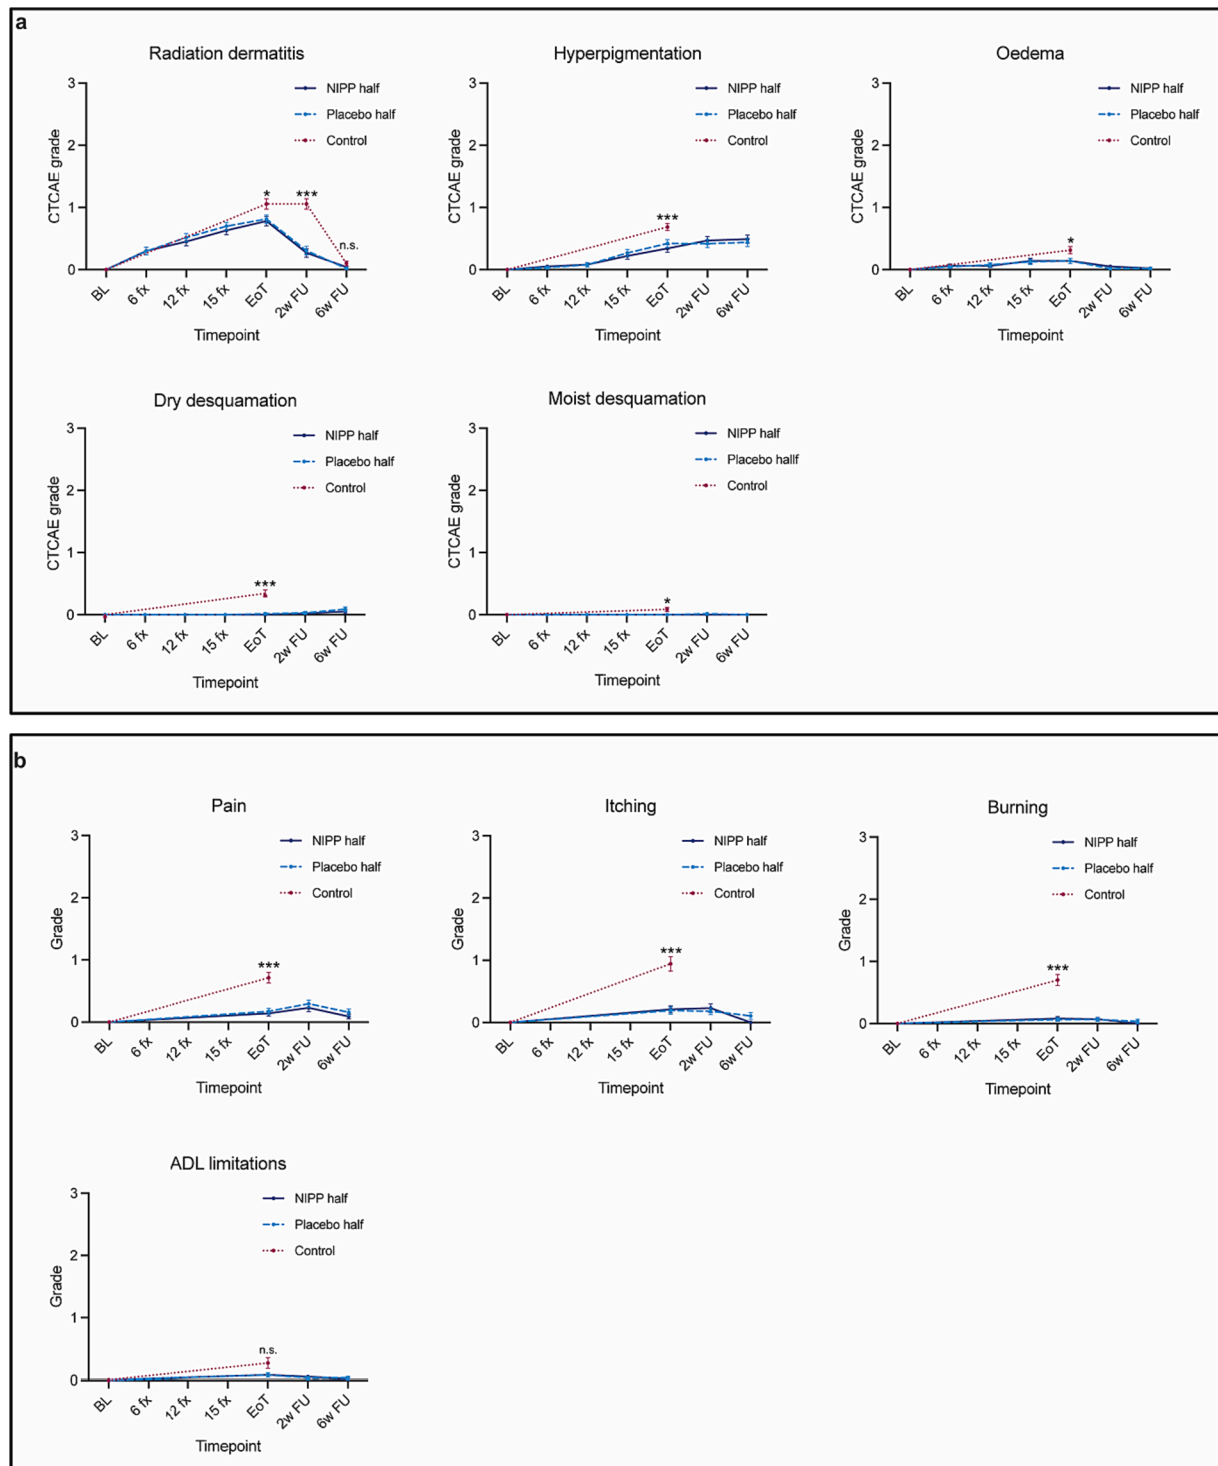 a
Radiation dermatitis
3
2
1
0
CTCAE grade
NIPP half
Placebo half
Control
*
***
n.s.
BL
6 fx
12 fx
15 fx
EoT
2w FU
6w FU
Timepoint
Hyperpigmentation
3
2
1
0
CTCAE grade
NIPP half
Placebo half
Control
***
BL
6 fx
12 fx
15 fx
EoT
2w FU
6w FU
Timepoint
Oedema
3
2
1
0
CTCAE grade
NIPP half
Placebo half
Control
*
BL
6 fx
12 fx
15 fx
EoT
2w FU
6w FU
Timepoint
Dry desquamation
3
2
1
0
CTCAE grade
NIPP half
Placebo half
Control
***
BL
6 fx
12 fx
15 fx
EoT
2w FU
6w FU
Timepoint
Moist desquamation
3
2
1
0
CTCAE grade
NIPP half
Placebo hallf
Control
*
BL
6 fx
12 fx
15 fx
EoT
2w FU
6w FU
Timepoint
b
Pain
3
2
1
0
Grade
NIPP half
Placebo half
Control
***
BL
6 fx
12 fx
15 fx
EoT
2w FU
6w FU
Timepoint
Itching
3
2
1
0
Grade
NIPP half
Placebo half
Control
***
BL
6 fx
12 fx
15 fx
EoT
2w FU
6w FU
Timepoint
Burning
3
2
1
0
Grade
NIPP half
Placebo half
Control
***
BL
6 fx
12 fx
15 fx
EoT
2w FU
6w FU
Timepoint
ADL limitations
3
2
1
0
Grade
NIPP half
Placebo half
Control
n.s.
BL
6 fx
12 fx
15 fx
EoT
2w FU
6w FU
Timepoint